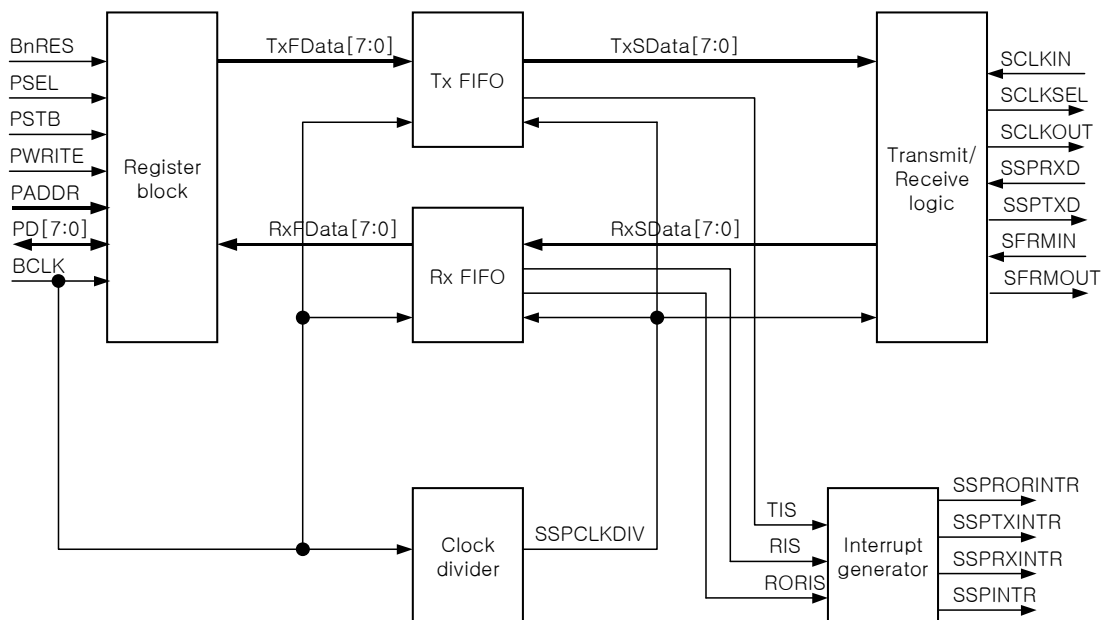 BnRES
PSEL
PSTB
PWRITE
PADDR
PD[7:0]
BCLK
Register
block
TxFData[7:0]
RxFData[7:0]
Tx FIFO
Rx FIFO
TxSData[7:0]
RxSData[7:0]
Transmit/
Receive
logic
SCLKIN
SCLKSEL
SCLKOUT
SSPRXD
SSPTXD
SFRMIN
SFRMOUT
Clock
divider
SSPCLKDIV
TIS
RIS
RORIS
Interrupt
generator
SSPRORINTR
SSPTXINTR
SSPRXINTR
SSPINTR